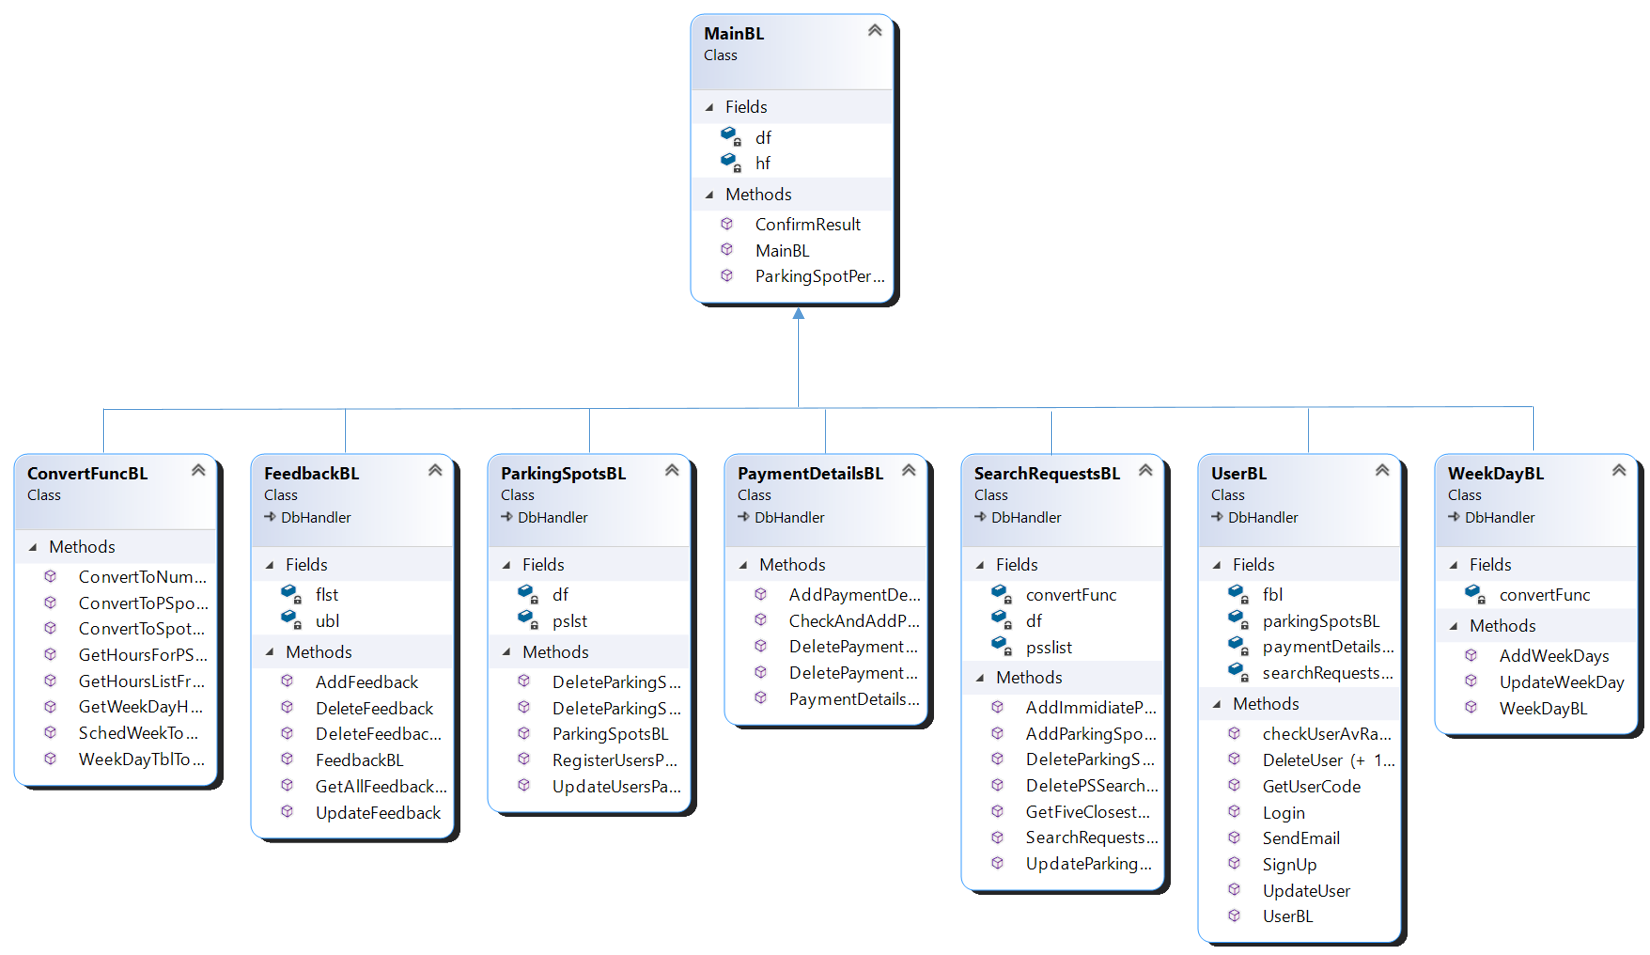 MainBL
Class
Fields
df
hf
Methods
ConfirmResult
MainBL
ParkingSpotPer...
ConvertFuncBL
Class
Methods
ConvertToNum...
ConvertToPSpo...
ConvertToSpot...
GetHoursForPS...
GetHoursListFr...
GetWeekDayH...
SchedWeekTo...
WeekDayTblTo...
FeedbackBL
Class
DbHandler
Fields
flst
ubl
Methods
AddFeedback
DeleteFeedback
DeleteFeedbac...
FeedbackBL
GetAllFeedback...
UpdateFeedback
ParkingSpotsBL
Class
DbHandler
Fields
df
pslst
Methods
DeleteParkingS...
DeleteParkingS...
ParkingSpotsBL
RegisterUsersP...
UpdateUsersPa...
PaymentDetailsBL
Class
DbHandler
Methods
AddPaymentDe...
CheckAndAddP...
DeletePayment...
DeletePayment...
PaymentDetails...
SearchRequestsBL
Class
DbHandler
Fields
convertFunc
df
psslist
Methods
AddImmidiateP...
AddParkingSpo...
DeleteParkingS...
DeletePSSearch...
GetFiveClosest...
SearchRequests...
UpdateParking...
UserBL
Class
DbHandler
Fields
fbl
parkingSpotsBL
paymentDetails...
searchRequests...
Methods
checkUserAvRa...
DeleteUser (+ 1...
GetUserCode
Login
SendEmail
SignUp
UpdateUser
UserBL
WeekDayBL
Class
DbHandler
Fields
convertFunc
Methods
AddWeekDays
UpdateWeekDay
WeekDayBL